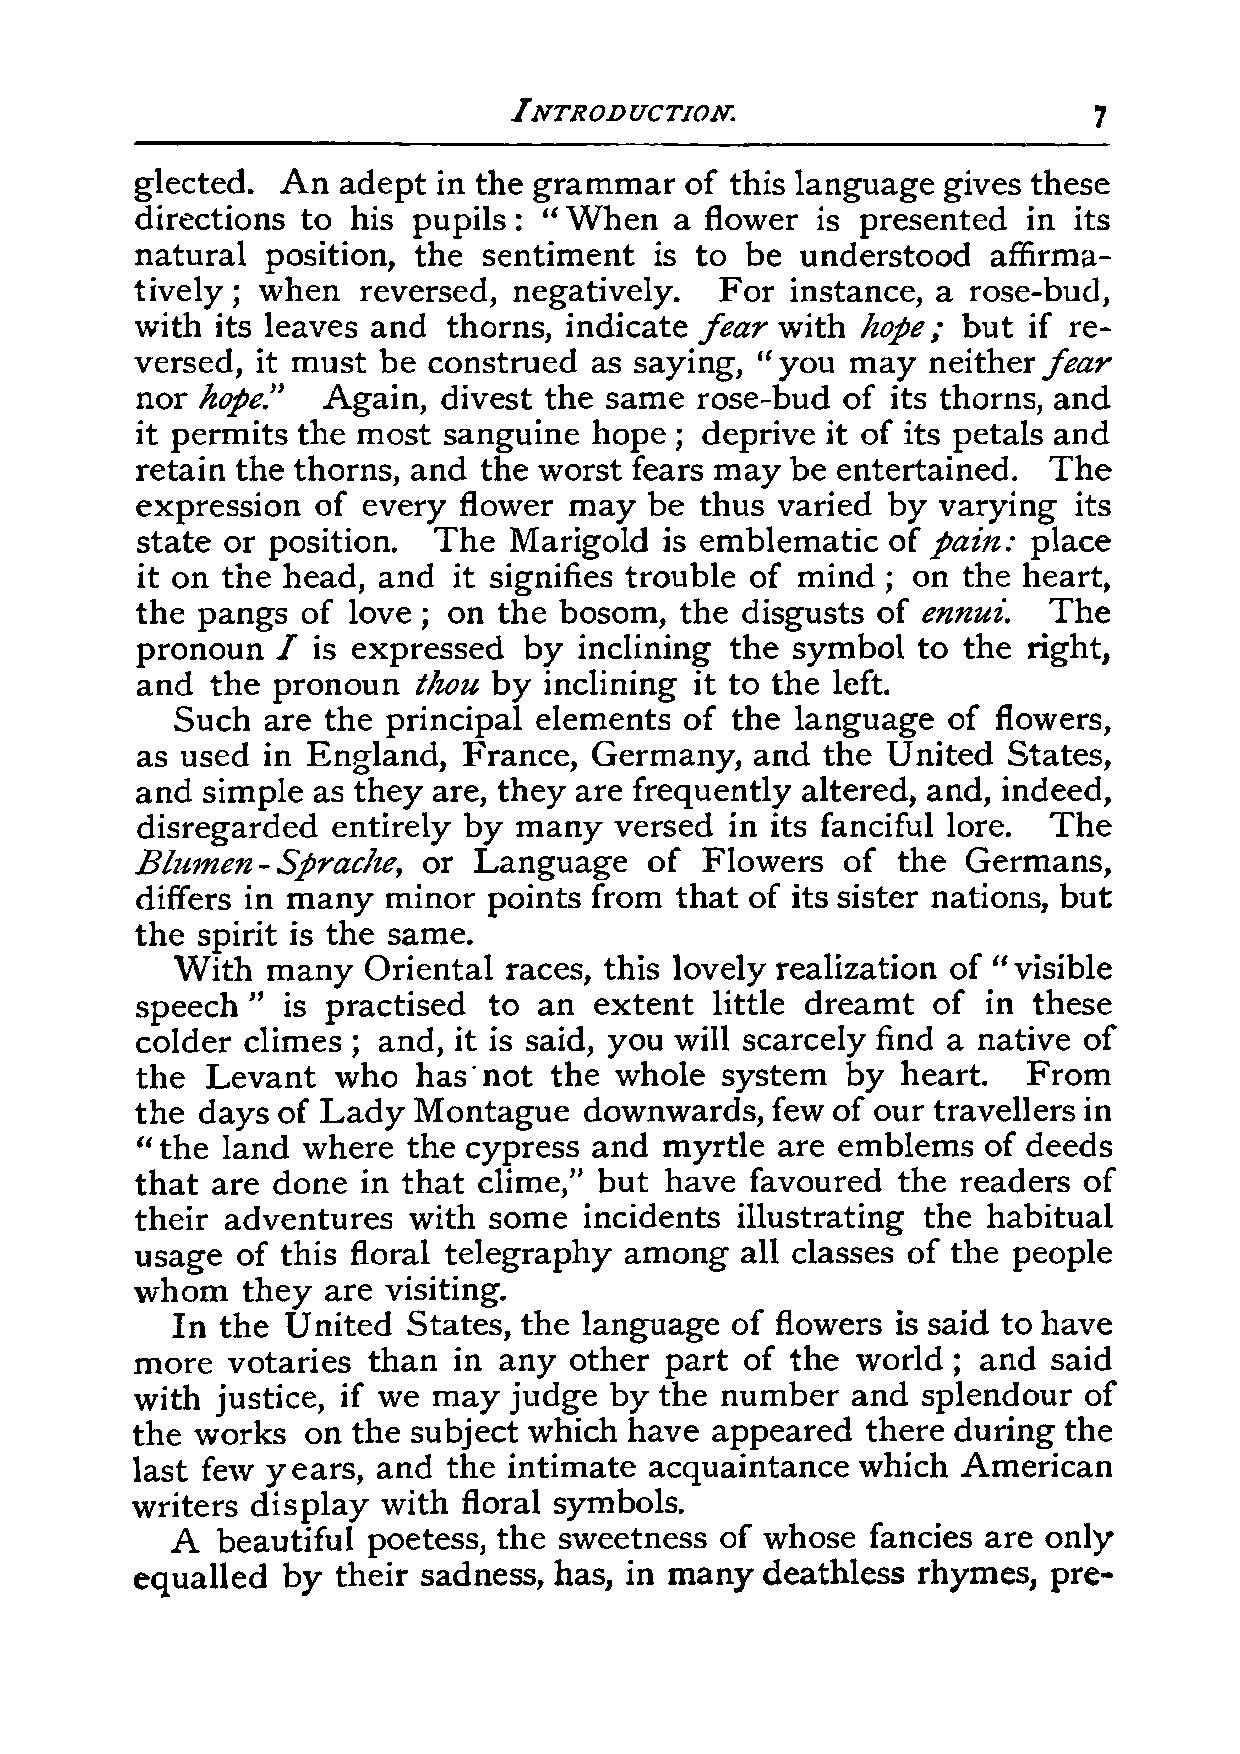 INTRODUCTION. 7
glected. An adept in the grammar of this language gives these
directions to his pupils: "When a flower is presented in its
natural position, the sentiment is to be understood affirma-
tively; when reversed, negatively. For instance, a rose-bud,
with its leaves and thorns, indicate fear with hope; but if re-
versed, it must be construed as saying, "you may neither fear
nor hope." Again, divest the same rose-bud of its thorns, and
it permits the most sanguine hope; deprive it of its petals and
retain the thorns, and the worst fears may be entertained. The
expression of every flower may be thus varied by varying its
state or position. The Marigold is emblematic of pain: place
it on the head, and it signifies trouble of mind; on the heart,
the pangs of love; on the bosom, the disgusts of ennui. The
pronoun I is expressed by inclining the symbol to the right,
and the pronoun thou by inclining it to the left.
Such are the principal elements of the language of flowers,
as used in England, France, Germany, and the United States,
and simple as they are, they are frequently altered, and, indeed,
disregarded entirely by many versed in its fanciful lore. The
Blumen-Sprache, or Language of Flowers of the Germans,
differs in many minor points from that of its sister nations, but
the spirit is the same.
With many Oriental races, this lovely realization of "visible
speech" is practised to an extent little dreamt of in these
colder climes; and, it is said, you will scarcely find a native of
the Levant who has not the whole system by heart. From
the days of Lady Montague downwards, few of our travellers in
"the land where the cypress and myrtle are emblems of deeds
that are done in that clime," but have favoured the readers of
their adventures with some incidents illustrating the habitual
usage of this floral telegraphy among all classes of the people
whom they are visiting.
In the United States, the language of flowers is said to have
more votaries than in any other part of the world; and said
with justice, if we may judge by the number and splendour of
the works on the subject which have appeared there during the
last few years, and the intimate acquaintance which American
writers display with floral symbols.
A beautiful poetess, the sweetness of whose fancies are only
equalled by their sadness, has, in many deathless rhymes, pre-